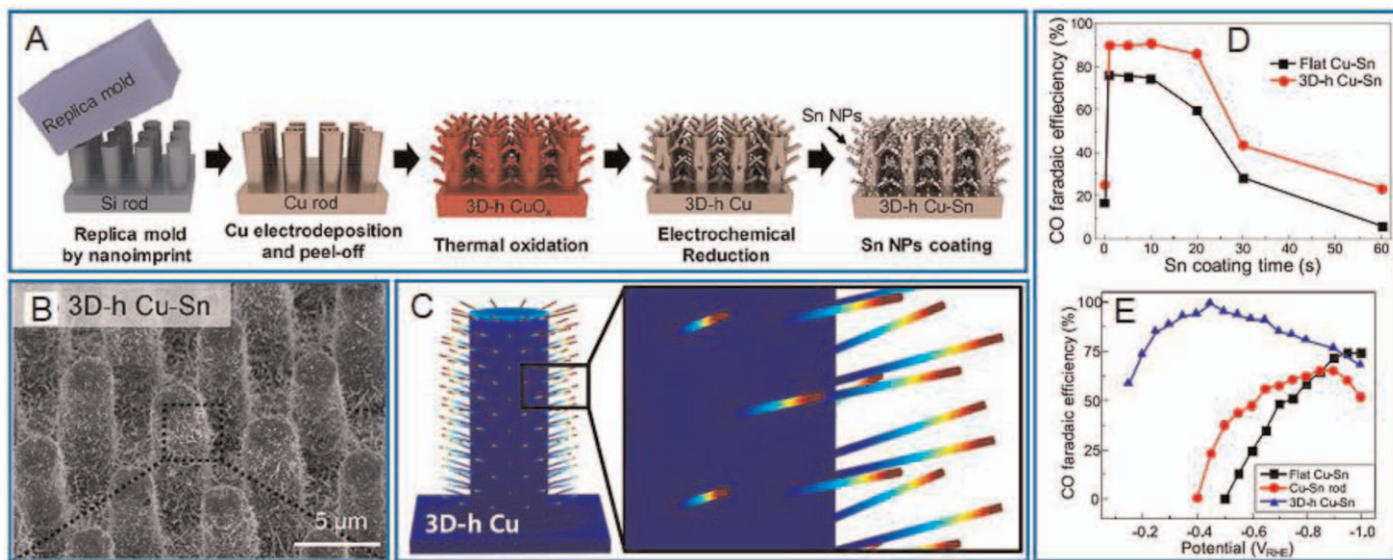 A
Replica mold
Si rod
Replica mold
by nanoimprint
Cu rod
Cu electrodeposition
and peel-off
3D-h CuOₓ
Thermal oxidation
3D-h Cu
Electrochemical
Reduction
Sn NPs
3D-h Cu-Sn
Sn NPs coating
B
3D-h Cu-Sn
5 μm
C
3D-h Cu
D
CO faradaic effieciency (%)
100
80
60
40
20
0
Flat Cu-Sn
3D-h Cu-Sn
0 10 20 30 40 50 60
Sn coating time (s)
E
CO faradaic efficiency (%)
100
75
50
25
0
Flat Cu-Sn
Cu-Sn rod
3D-h Cu-Sn
-0.2 -0.4 -0.6 -0.8 -1.0
Potential (V_RHE)